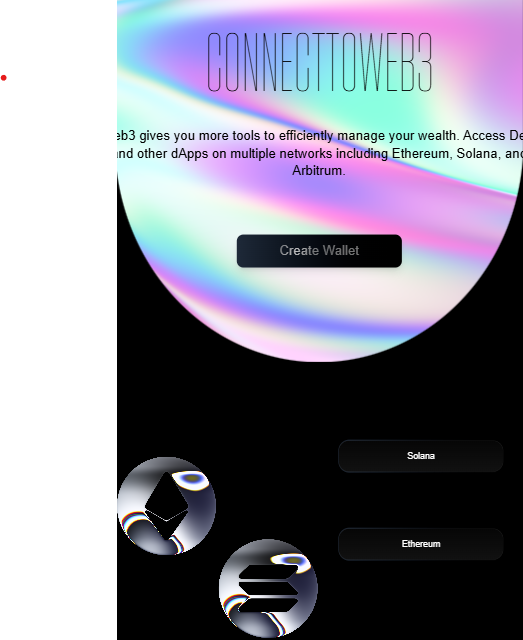 CONNECTTOWEB3
eb3 gives you more tools to efficiently manage your wealth. Access De
nd other dApps on multiple networks including Ethereum, Solana, and
Arbitrum.
Create Wallet
Solana
Ethereum